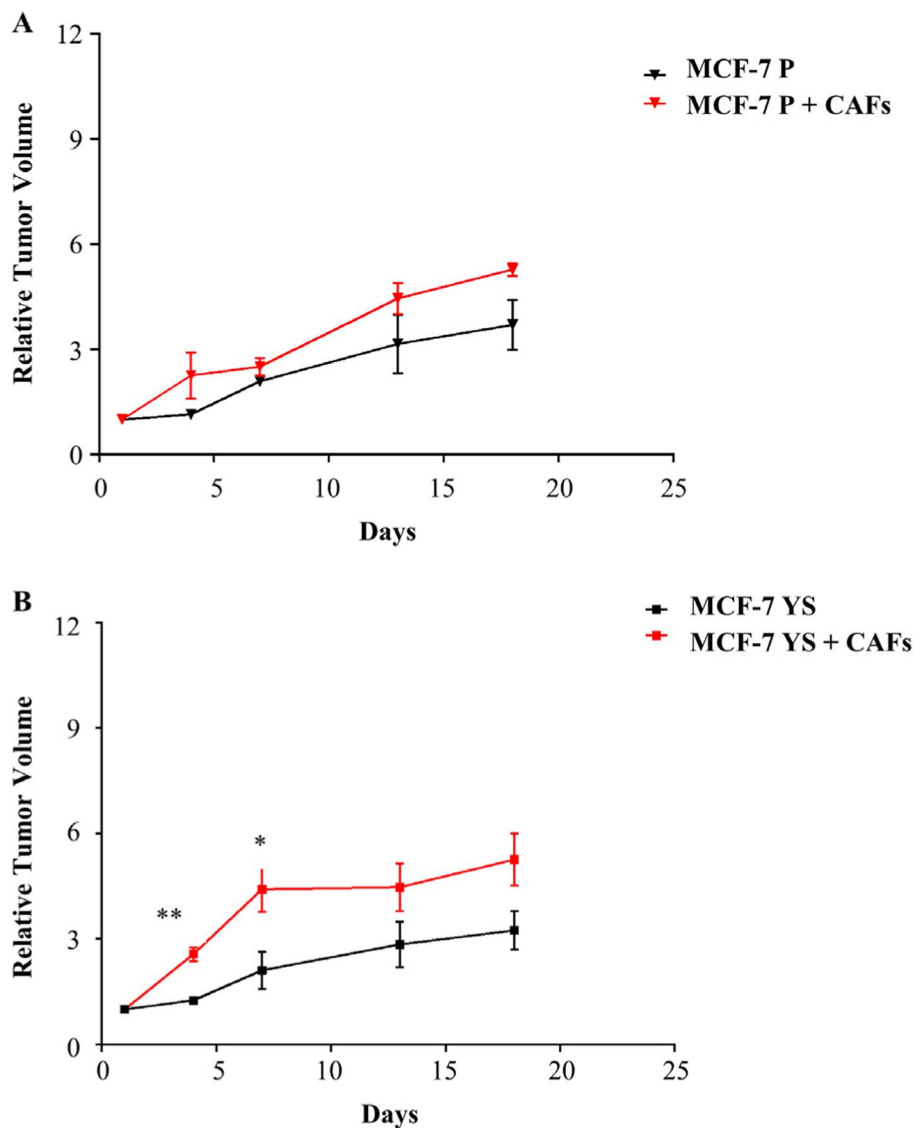 A
12
9
6
3
0
Relative Tumor Volume
MCF-7 P
MCF-7 P + CAFs
0 5 10 15 20 25
Days
B
12
9
6
3
0
Relative Tumor Volume
MCF-7 YS
MCF-7 YS + CAFs
**
*
0 5 10 15 20 25
Days